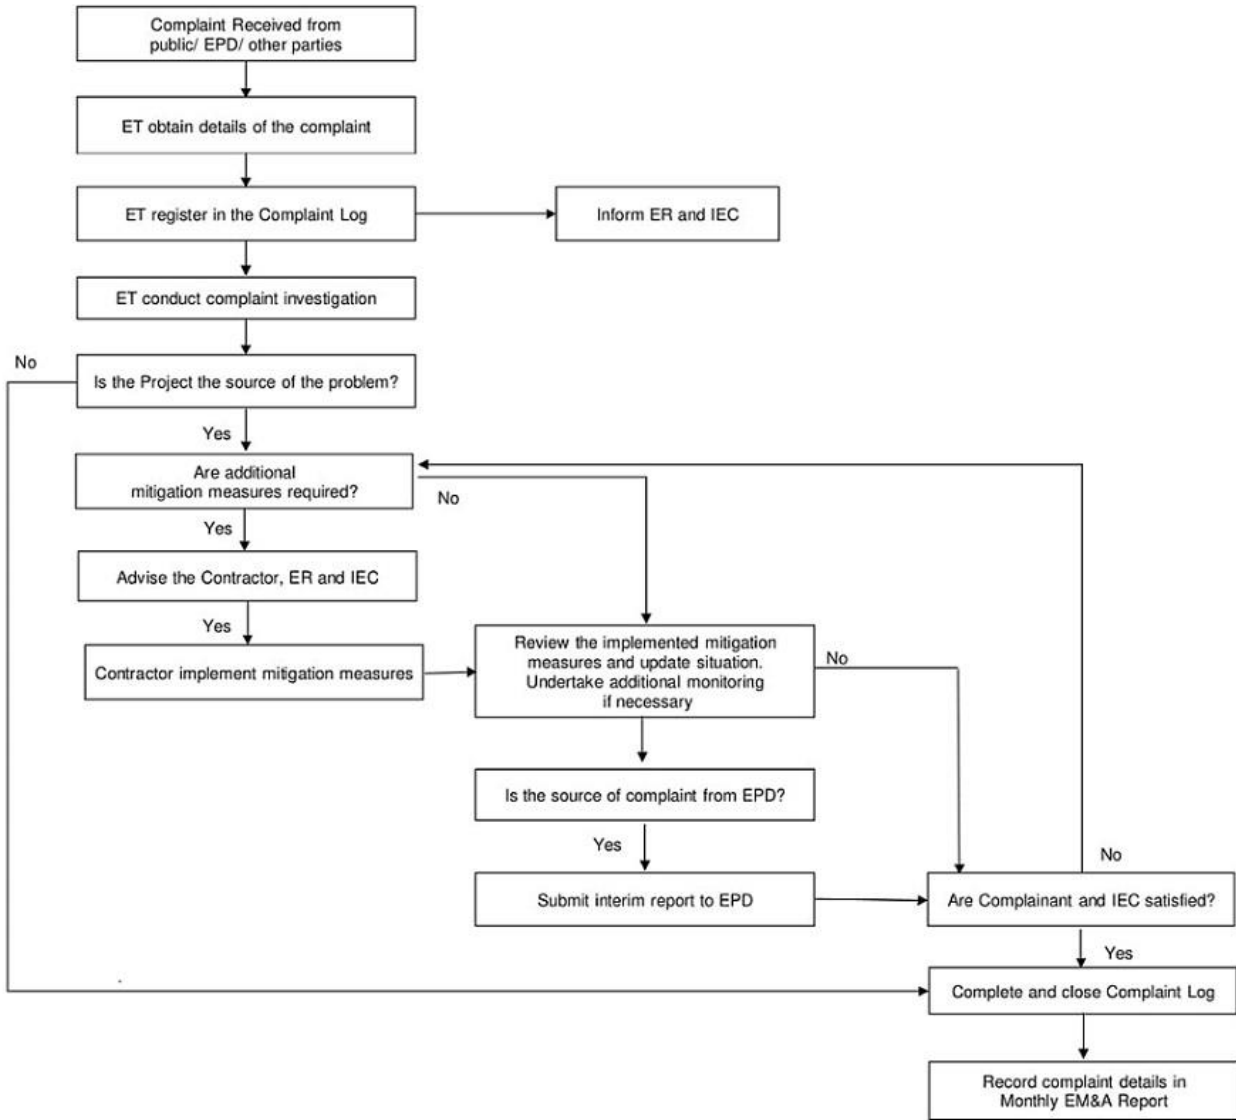 Complaint Received from
public/ EPD/ other parties
ET obtain details of the complaint
ET register in the Complaint Log
Inform ER and IEC
ET conduct complaint investigation
No
Is the Project the source of the problem?
Yes
Are additional
mitigation measures required?
No
Yes
Advise the Contractor, ER and IEC
Yes
Contractor implement mitigation measures
Review the implemented mitigation
measures and update situation.
Undertake additional monitoring
if necessary
No
Is the source of complaint from EPD?
Yes
No
Submit interim report to EPD
Are Complainant and IEC satisfied?
Yes
Complete and close Complaint Log
Record complaint details in
Monthly EM&A Report